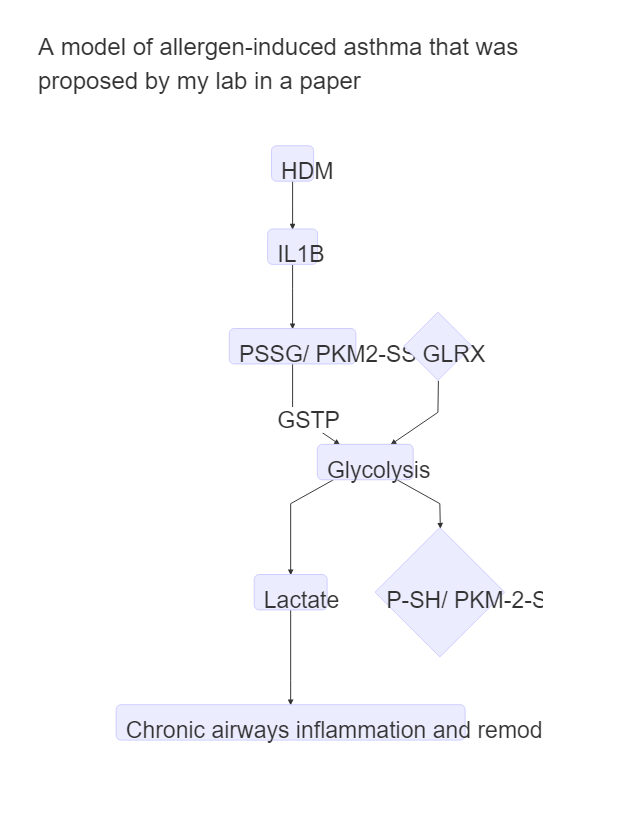 A model of allergen-induced asthma that was
proposed by my lab in a paper
HDM
IL1B
PSSG/ PKM2-SS GLRX
GSTP
Glycolysis
Lactate
P-SH/ PKM-2-S
Chronic airways inflammation and remod